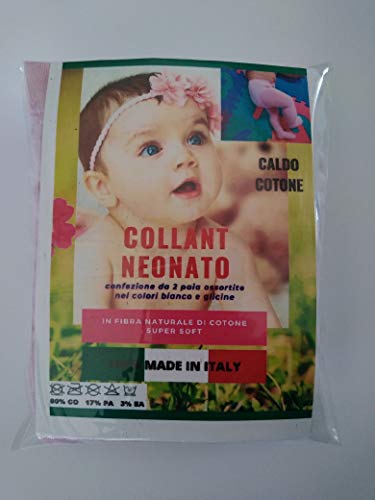 CALDO
COTONE
COLLANT
NEONATO
confezione da 2 paia assortite
nei colori bianco e glicine
IN FIBRA NATURALE DI COTONE
SUPER SOFT
MADE IN ITALY
80% CO 17% PA 3% EA